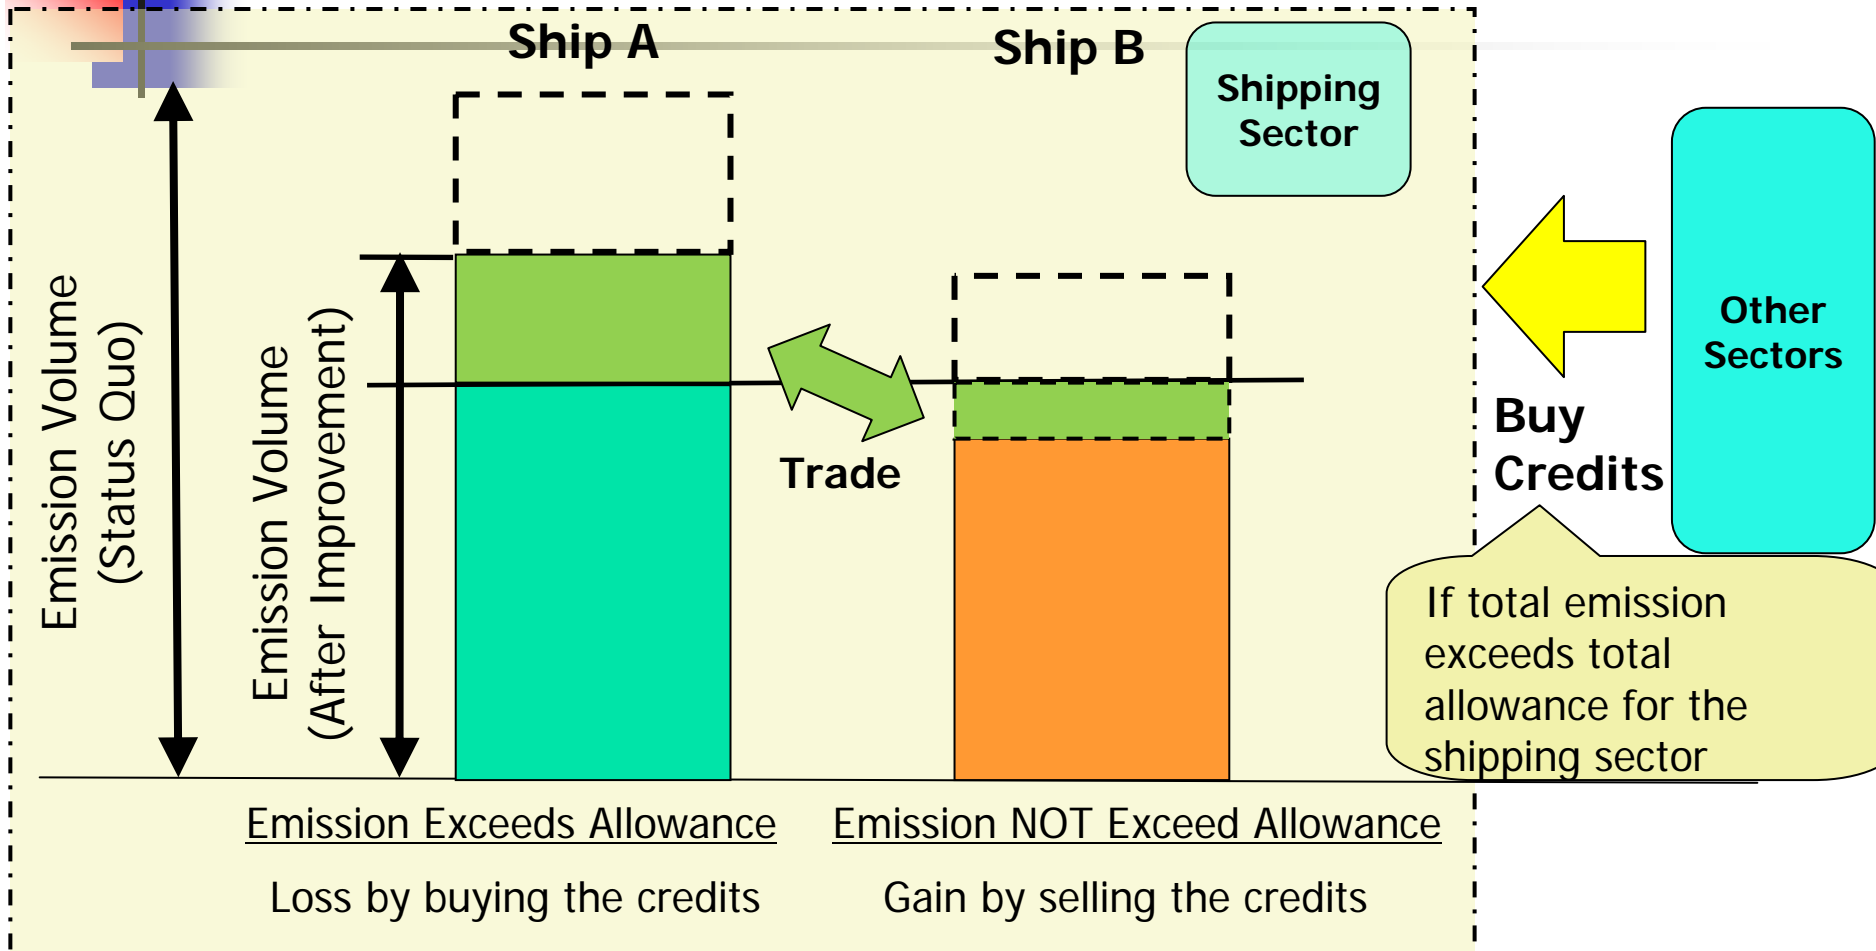 Ship A
Ship B
Shipping
Sector
Other
Sectors
Emission Volume
(Status Quo)
Emission Volume
(After Improvement)
Trade
Buy
Credits
If total emission
exceeds total
allowance for the
shipping sector
Emission Exceeds Allowance
Emission NOT Exceed Allowance
Loss by buying the credits
Gain by selling the credits